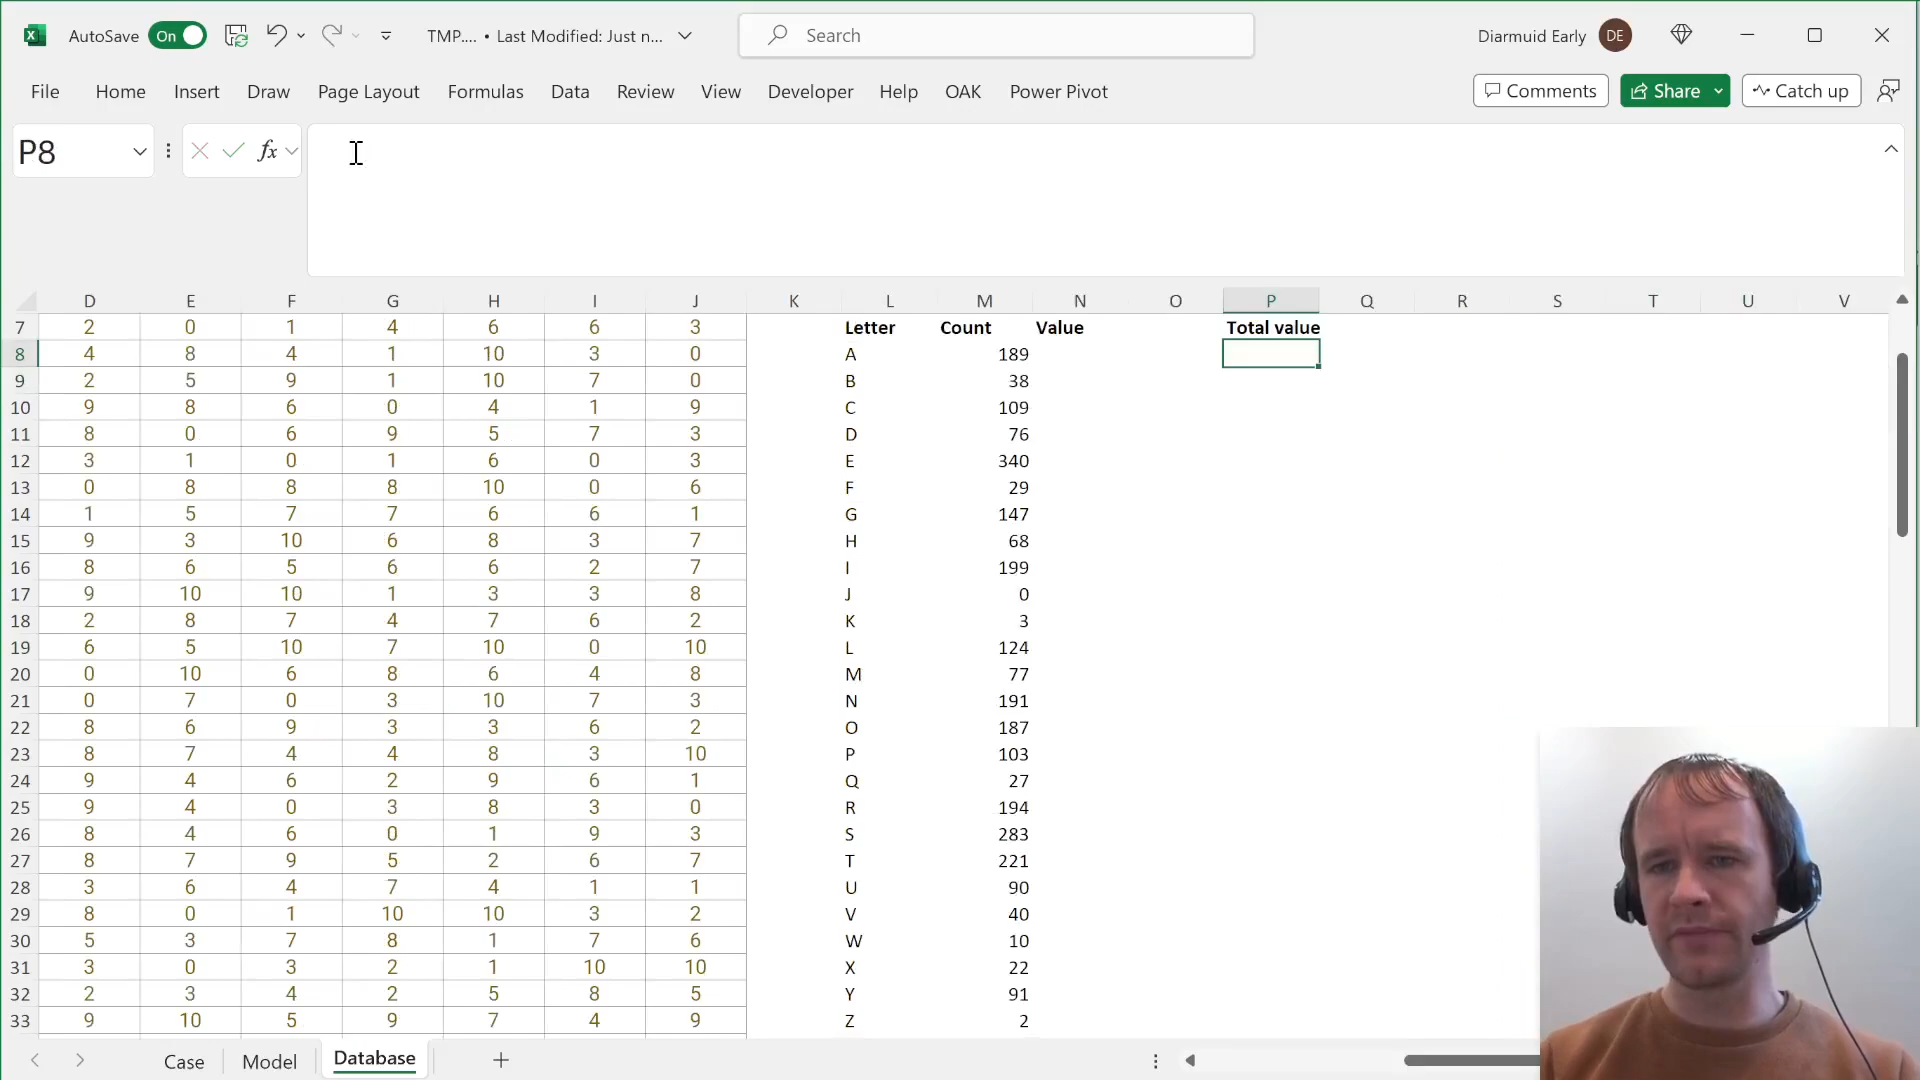 AutoSave On TMP.... • Last Modified: Just n... Search Diarmuid Early DE
File Home Insert Draw Page Layout Formulas Data Review View Developer Help OAK Power Pivot Comments Share Catch up
P8 fx
D E F G H I J K L M N O P Q R S T U V
7 2 0 1 4 6 6 3 Letter Count Value Total value
8 4 8 4 1 10 3 0 A 189
9 2 5 9 1 10 7 0 B 38
10 9 8 6 0 4 1 9 C 109
11 8 0 6 9 5 7 3 D 76
12 3 1 0 1 6 0 3 E 340
13 0 8 8 8 10 0 6 F 29
14 1 5 7 7 6 6 1 G 147
15 9 3 10 6 8 3 7 H 68
16 8 6 5 6 6 2 7 I 199
17 9 10 10 1 3 3 8 J 0
18 2 8 7 4 7 6 2 K 3
19 6 5 10 7 10 0 10 L 124
20 0 10 6 8 6 4 8 M 77
21 0 7 0 3 10 7 3 N 191
22 8 6 9 3 3 6 2 O 187
23 8 7 4 4 8 3 10 P 103
24 9 4 6 2 9 6 1 Q 27
25 9 4 0 3 8 3 0 R 194
26 8 4 6 0 1 9 3 S 283
27 8 7 9 5 2 6 7 T 221
28 3 6 4 7 4 1 1 U 90
29 8 0 1 10 10 3 2 V 40
30 5 3 7 8 1 7 6 W 10
31 3 0 3 2 1 10 10 X 22
32 2 3 4 2 5 8 5 Y 91
33 9 10 5 9 7 4 9 Z 2
Case Model Database